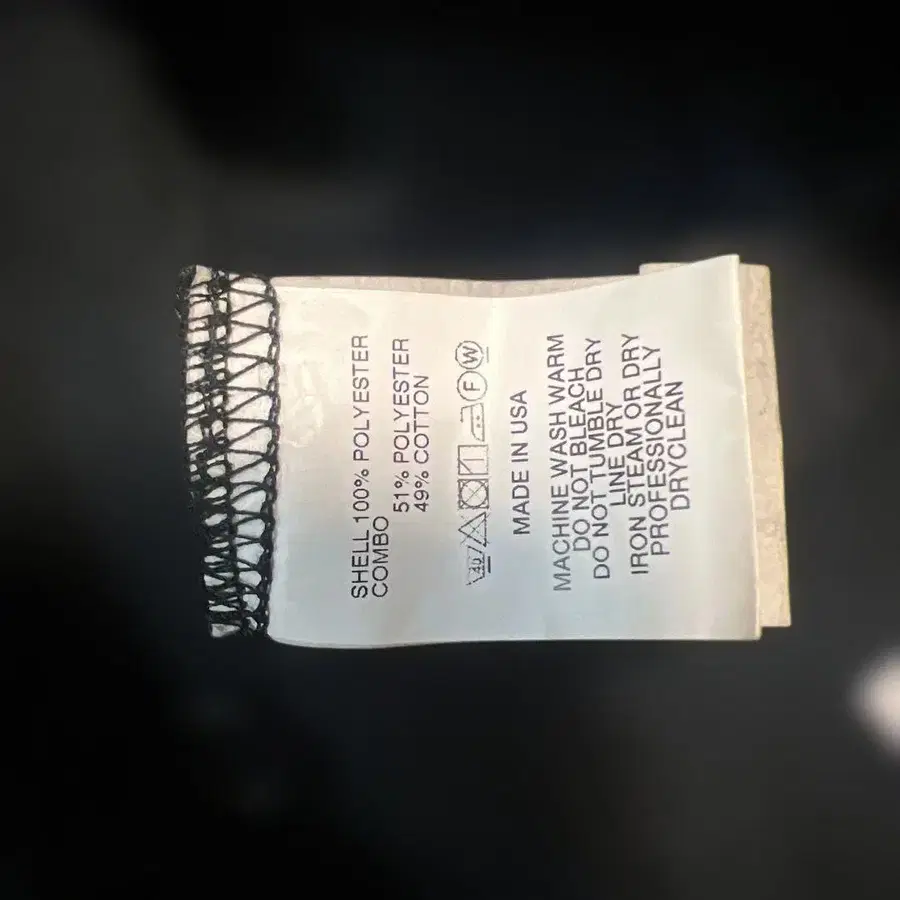 SHELL 100% POLYESTER
COMBO
51% POLYESTER
49% COTTON
40 F W
MADE IN USA
MACHINE WASH WARM
DO NOT BLEACH
DO NOT TUMBLE DRY
LINE DRY
IRON STEAM OR DRY
PROFESSIONALLY
DRYCLEAN